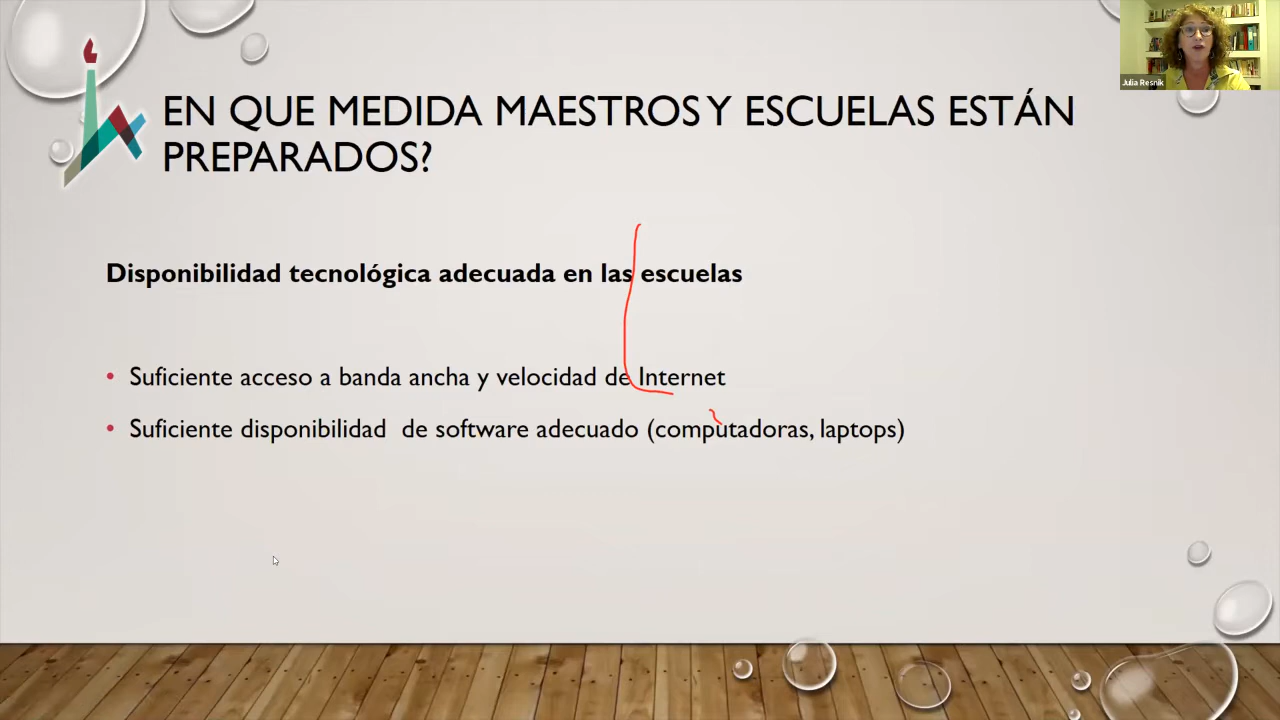 Julia Resnik
EN QUE MEDIDA MAESTROS Y ESCUELAS ESTÁN
PREPARADOS?
Disponibilidad tecnológica adecuada en las escuelas
• Suficiente acceso a banda ancha y velocidad de Internet
• Suficiente disponibilidad de software adecuado (computadoras, laptops)